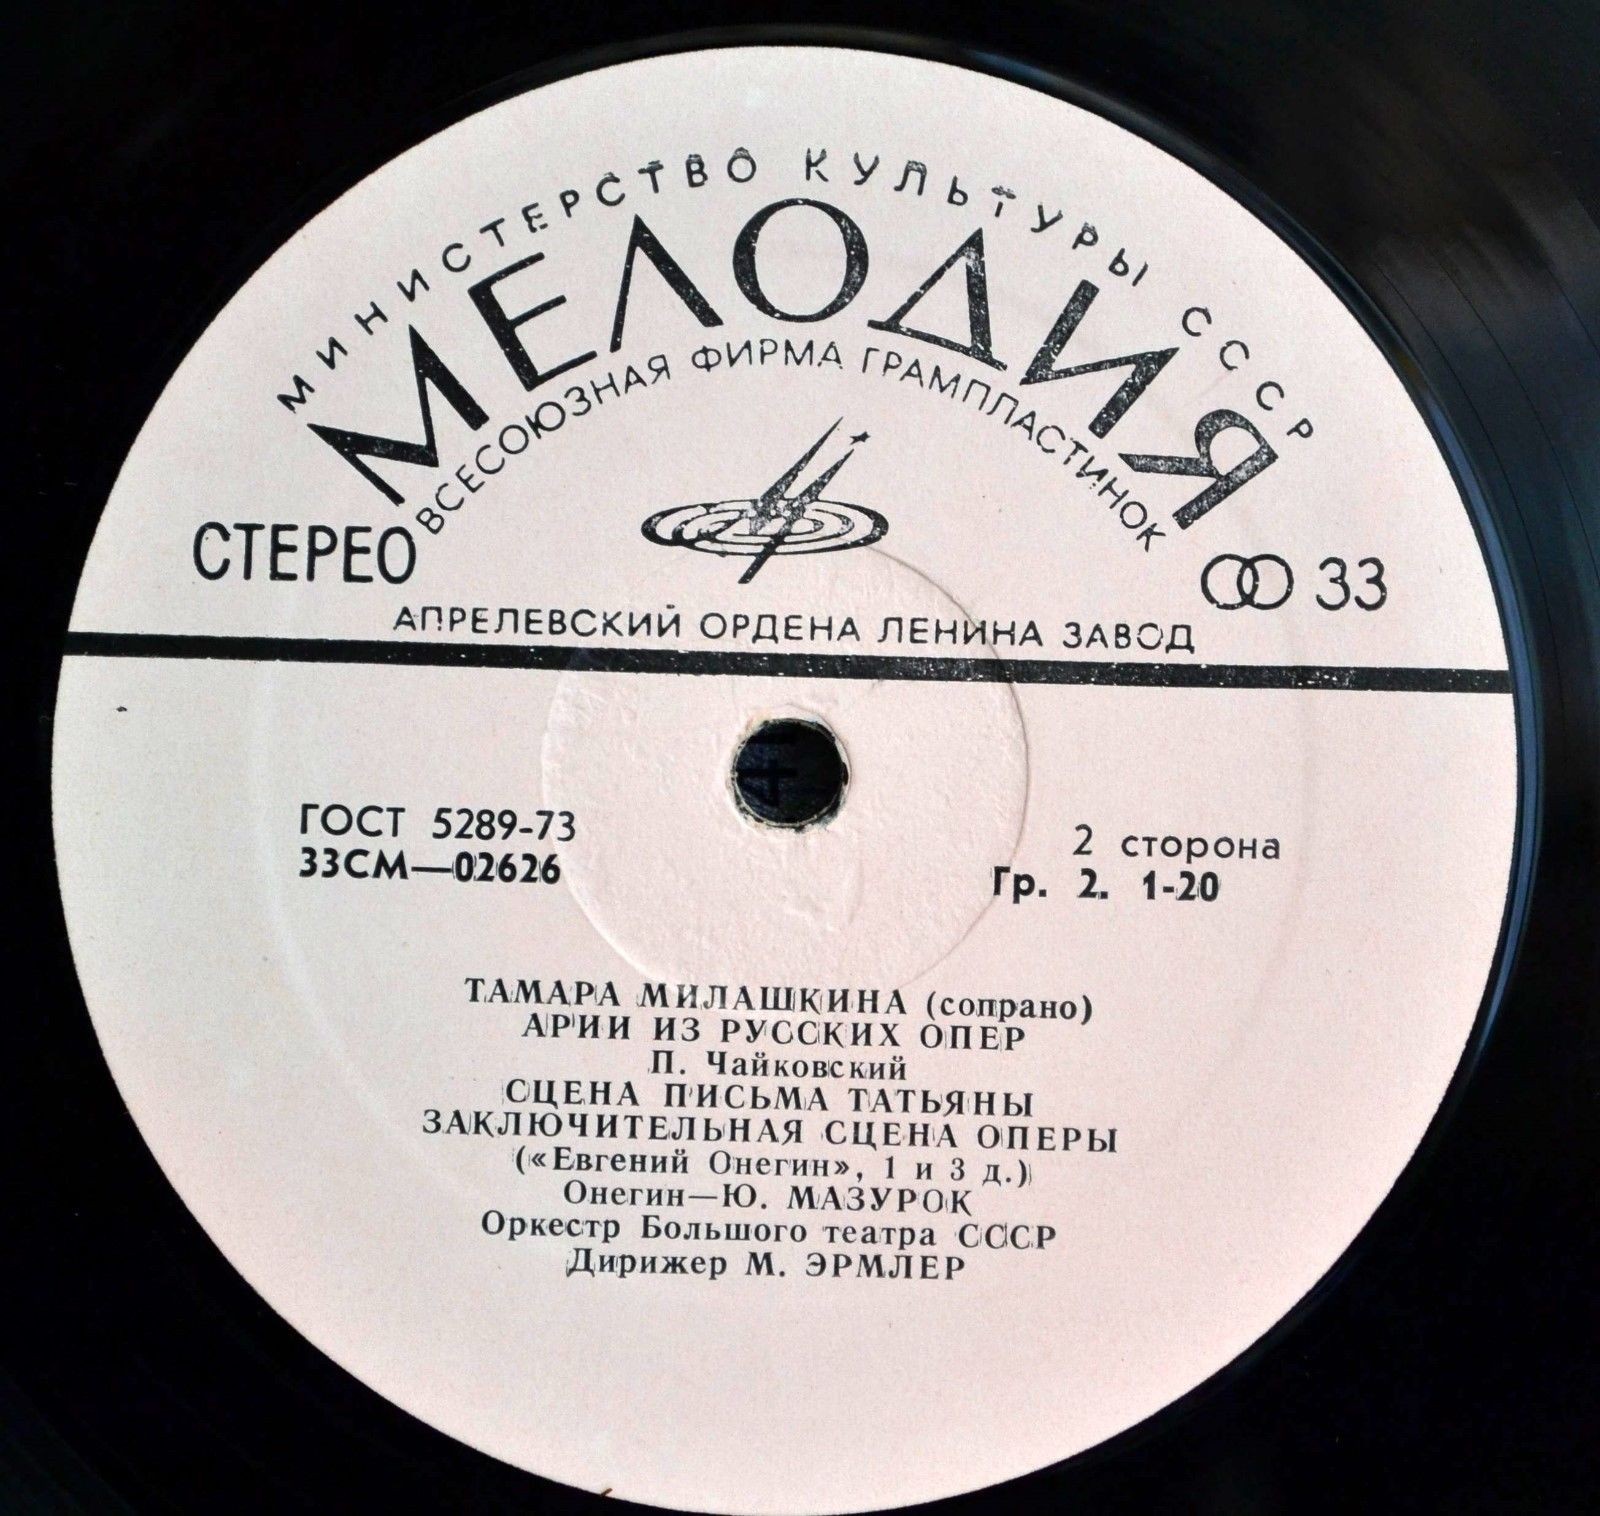 МИНИСТЕРСТВО КУЛЬТУРЫ СССР
МЕЛОДИЯ
ВСЕСОЮЗНАЯ ФИРМА ГРАМПЛАСТИНОК
СТЕРЕО
33
АПРЕЛЕВСКИЙ ОРДЕНА ЛЕНИНА ЗАВОД
ГОСТ 5289-73
33СМ—02626
2 сторона
Гр. 2. 1-20
ТАМАРА МИЛАШКИНА (сопрано)
АРИИ ИЗ РУССКИХ ОПЕР
П. Чайковский
СЦЕНА ПИСЬМА ТАТЬЯНЫ
ЗАКЛЮЧИТЕЛЬНАЯ СЦЕНА ОПЕРЫ
(«Евгений Онегин», 1 и 3 д.)
Онегин—Ю. МАЗУРОК
Оркестр Большого театра СССР
Дирижер М. ЭРМЛЕР